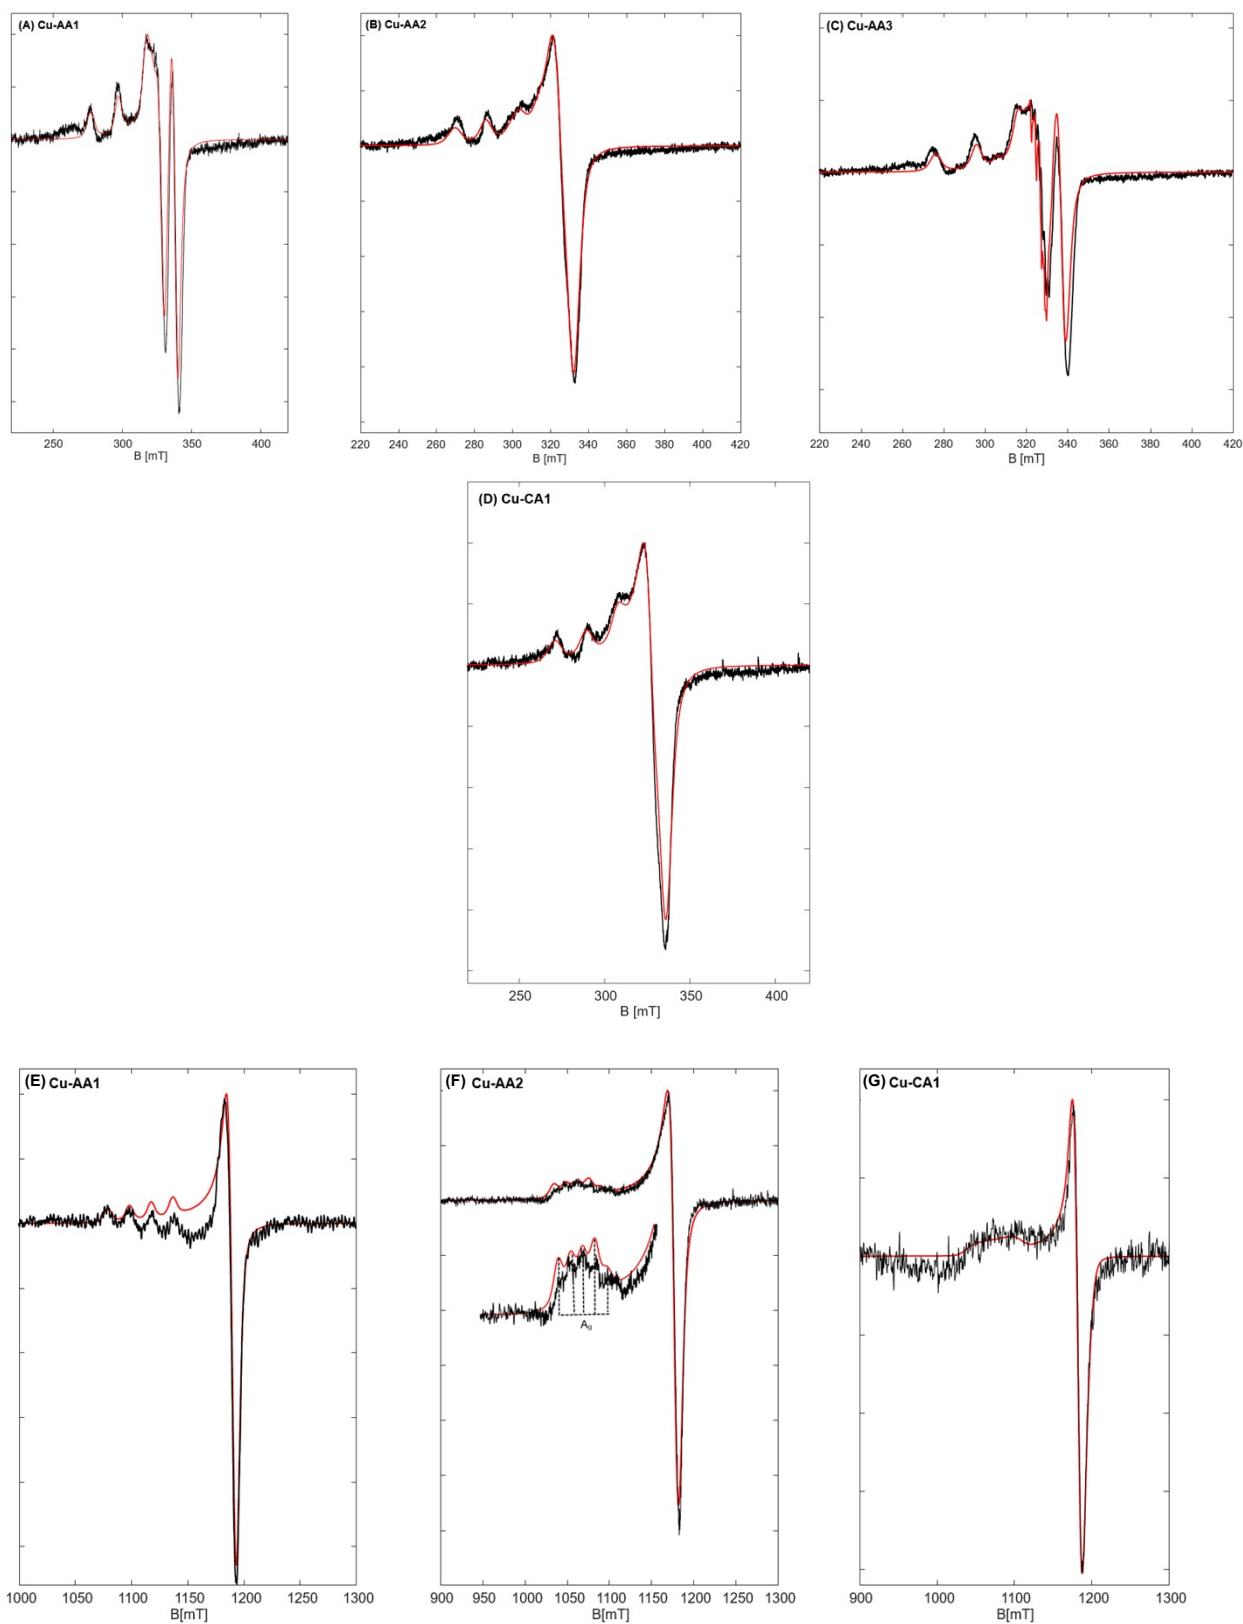 (A) Cu-AA1
250 300 350 400
B [mT]
(B) Cu-AA2
220 240 260 280 300 320 340 360 380 400 420
B [mT]
(C) Cu-AA3
220 240 260 280 300 320 340 360 380 400 420
B [mT]
(D) Cu-CA1
250 300 350 400
B [mT]
(E) Cu-AA1
1000 1050 1100 1150 1200 1250 1300
B[mT]
(F) Cu-AA2
A||
900 950 1000 1050 1100 1150 1200 1250 1300
B[mT]
(G) Cu-CA1
900 1000 1100 1200 1300
B[mT]